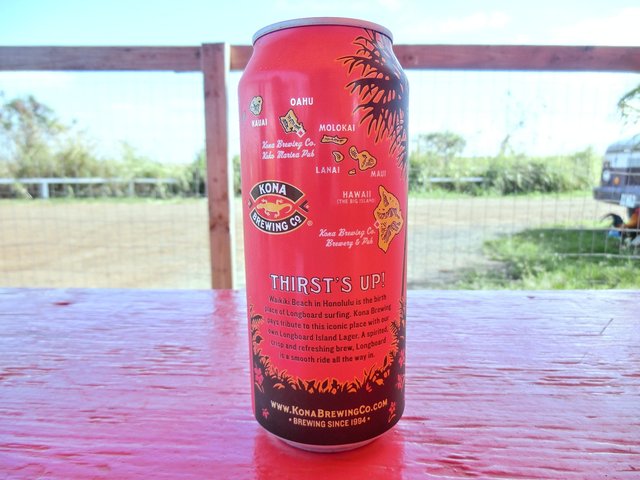 OAHU
KAUAI
MOLOKAI
Kona Brewing Co.
Koko Marina Pub
LANAI
MAUI
KONA
BREWING CO
®
HAWAII
(THE BIG ISLAND)
Kona Brewing Co.
Brewery & Pub
THIRST'S UP!
Waikiki Beach in Honolulu is the birth
place of Longboard surfing. Kona Brewing
pays tribute to this iconic place with our
own Longboard Island Lager. A spirited,
crisp and refreshing brew, Longboard
is a smooth ride all the way in.
www.KonaBrewingCo.com
• BREWING SINCE 1994 •